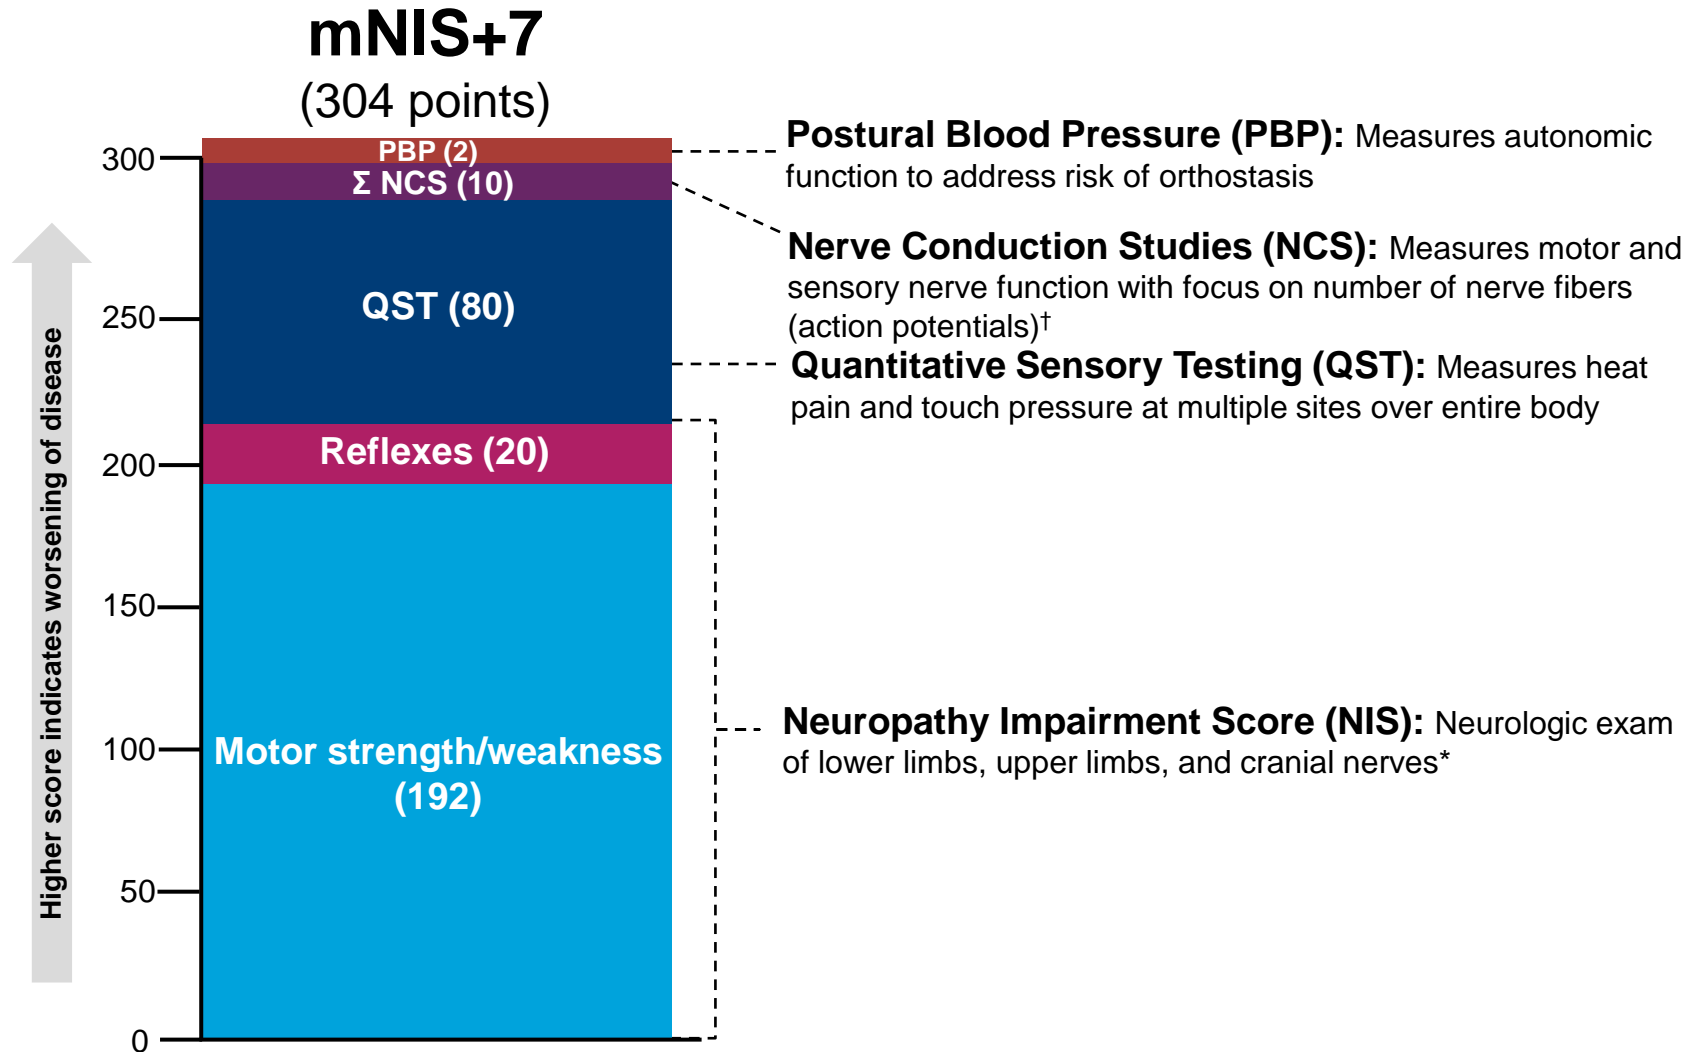 mNIS+7
(304 points)
300
250
200
150
100
50
0
Higher score indicates worsening of disease
PBP (2)
Σ NCS (10)
QST (80)
Reflexes (20)
Motor strength/weakness
(192)
Postural Blood Pressure (PBP): Measures autonomic
function to address risk of orthostasis
Nerve Conduction Studies (NCS): Measures motor and
sensory nerve function with focus on number of nerve fibers
(action potentials)†
Quantitative Sensory Testing (QST): Measures heat
pain and touch pressure at multiple sites over entire body
Neuropathy Impairment Score (NIS): Neurologic exam
of lower limbs, upper limbs, and cranial nerves*